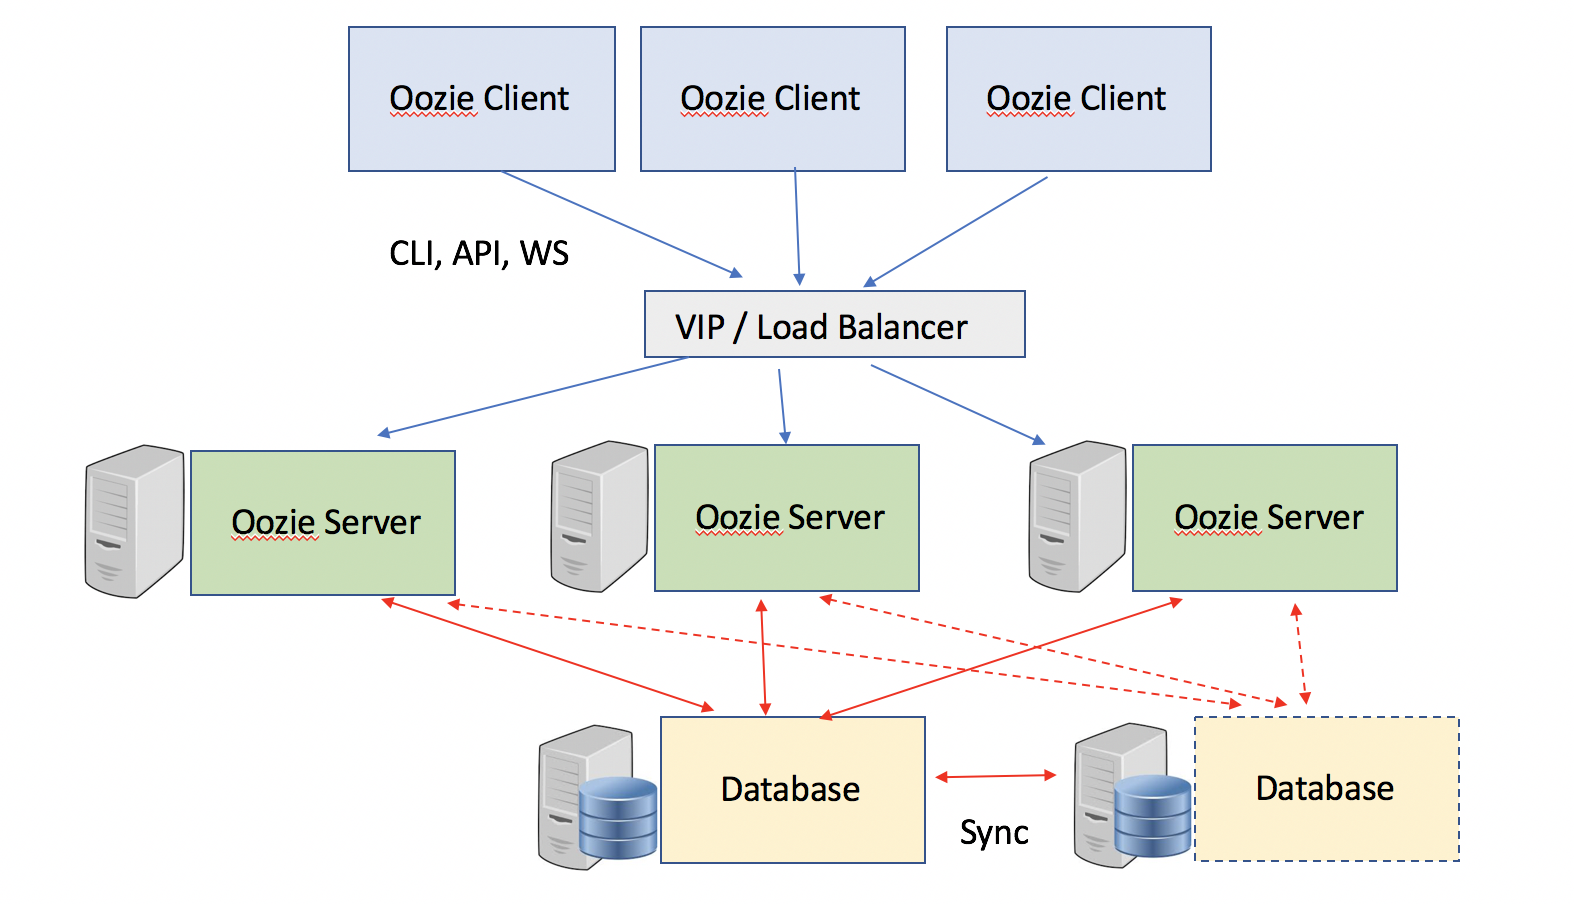 Oozie Client
Oozie Client
Oozie Client
CLI, API, WS
VIP / Load Balancer
Oozie Server
Oozie Server
Oozie Server
Database
Database
Sync